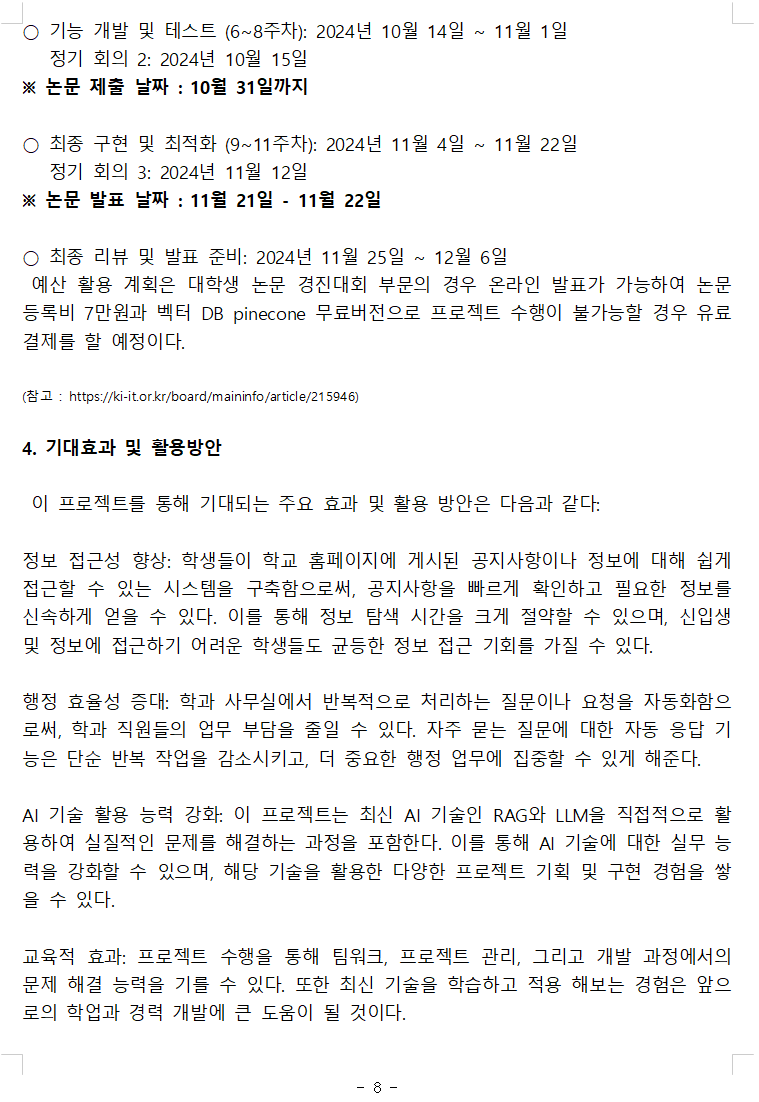 ○ 기능 개발 및 테스트 (6~8주차): 2024년 10월 14일 ~ 11월 1일
정기 회의 2: 2024년 10월 15일
※ 논문 제출 날짜 : 10월 31일까지
○ 최종 구현 및 최적화 (9~11주차): 2024년 11월 4일 ~ 11월 22일
정기 회의 3: 2024년 11월 12일
※ 논문 발표 날짜 : 11월 21일 - 11월 22일
○ 최종 리뷰 및 발표 준비: 2024년 11월 25일 ~ 12월 6일
예산 활용 계획은 대학생 논문 경진대회 부문의 경우 온라인 발표가 가능하여 논문
등록비 7만원과 벡터 DB pinecone 무료버전으로 프로젝트 수행이 불가능할 경우 유료
결제를 할 예정이다.
(참고 : https://ki-it.or.kr/board/maininfo/article/215946)
4. 기대효과 및 활용방안
이 프로젝트를 통해 기대되는 주요 효과 및 활용 방안은 다음과 같다:
정보 접근성 향상: 학생들이 학교 홈페이지에 게시된 공지사항이나 정보에 대해 쉽게
접근할 수 있는 시스템을 구축함으로써, 공지사항을 빠르게 확인하고 필요한 정보를
신속하게 얻을 수 있다. 이를 통해 정보 탐색 시간을 크게 절약할 수 있으며, 신입생
및 정보에 접근하기 어려운 학생들도 균등한 정보 접근 기회를 가질 수 있다.
행정 효율성 증대: 학과 사무실에서 반복적으로 처리하는 질문이나 요청을 자동화함으
로써, 학과 직원들의 업무 부담을 줄일 수 있다. 자주 묻는 질문에 대한 자동 응답 기
능은 단순 반복 작업을 감소시키고, 더 중요한 행정 업무에 집중할 수 있게 해준다.
AI 기술 활용 능력 강화: 이 프로젝트는 최신 AI 기술인 RAG와 LLM을 직접적으로 활
용하여 실질적인 문제를 해결하는 과정을 포함한다. 이를 통해 AI 기술에 대한 실무 능
력을 강화할 수 있으며, 해당 기술을 활용한 다양한 프로젝트 기획 및 구현 경험을 쌓
을 수 있다.
교육적 효과: 프로젝트 수행을 통해 팀워크, 프로젝트 관리, 그리고 개발 과정에서의
문제 해결 능력을 기를 수 있다. 또한 최신 기술을 학습하고 적용 해보는 경험은 앞으
로의 학업과 경력 개발에 큰 도움이 될 것이다.
- 8 -